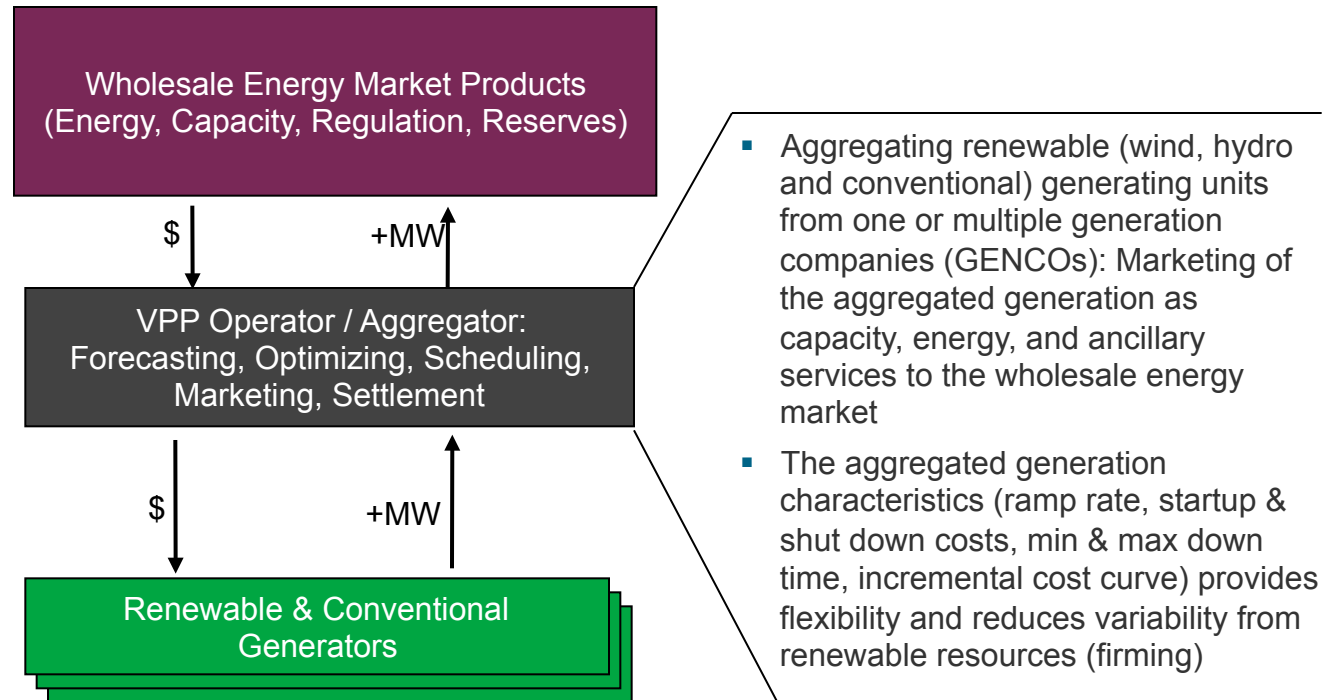 Wholesale Energy Market Products
(Energy, Capacity, Regulation, Reserves)
$
+MW
VPP Operator / Aggregator:
Forecasting, Optimizing, Scheduling,
Marketing, Settlement
$
+MW
Renewable & Conventional
Generators
▪ Aggregating renewable (wind, hydro
and conventional) generating units
from one or multiple generation
companies (GENCOs): Marketing of
the aggregated generation as
capacity, energy, and ancillary
services to the wholesale energy
market
▪ The aggregated generation
characteristics (ramp rate, startup &
shut down costs, min & max down
time, incremental cost curve) provides
flexibility and reduces variability from
renewable resources (firming)